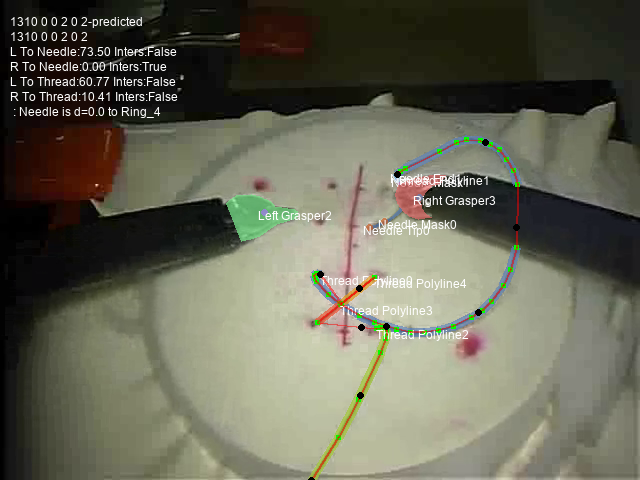 1310 0 0 2 0 2-predicted
1310 0 0 2 0 2
L To Needle:73.50 Inters:False
R To Needle:0.00 Inters:True
L To Thread:60.77 Inters:False
R To Thread:10.41 Inters:False
: Needle is d=0.0 to Ring_4
Right Grasper3
Left Grasper2
Needle Mask0
Needle Tip0
Thread Polyline4
Thread Polyline3
Thread Polyline2